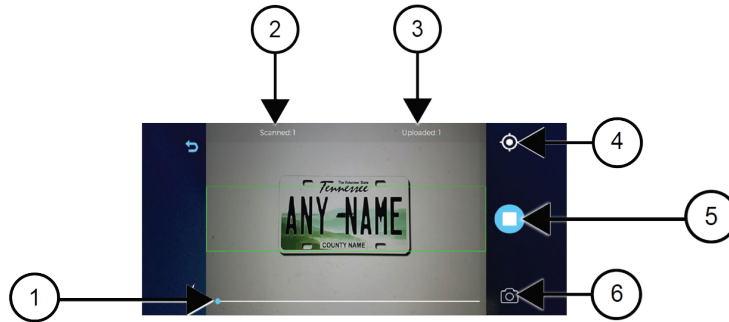 2
3
Scanned: 1
Uploaded: 1
4
The Volunteer State
Tennessee
ANY-NAME
COUNTY NAME
5
1
6